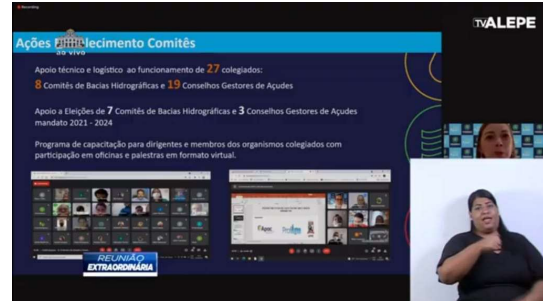 Recording
TVALEPE
Ações lecimento Comitês
ao vivo
Apoio técnico e logístico ao funcionamento de 27 colegiados:
8 Comitês de Bacias Hidrográficas e 19 Conselhos Gestores de Açudes
Apoio a Eleições de 7 Comitês de Bacias Hidrográficas e 3 Conselhos Gestores de Açudes
mandato 2021 - 2024
Programa de capacitação para dirigentes e membros dos organismos colegiados com
participação em oficinas e palestras em formato virtual.
REUNIÃO
EXTRAORDINÁRIA